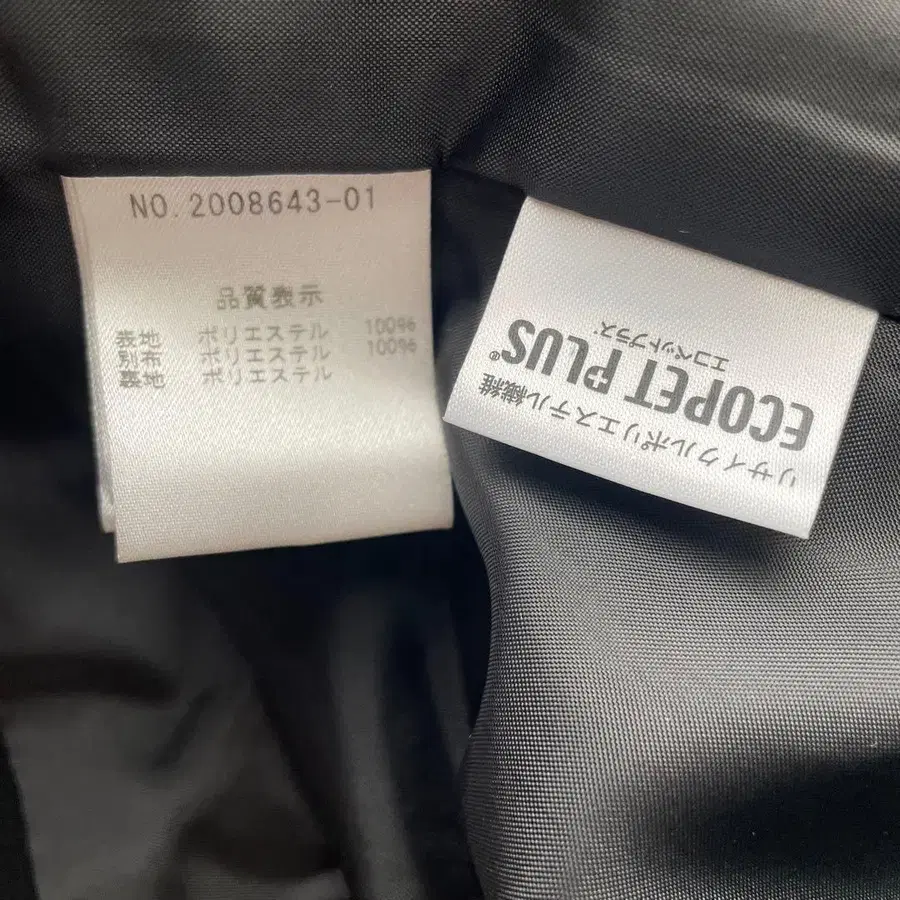 NO.2008643-01
品質表示
表地 ポリエステル 100%
別布 ポリエステル 100%
裏地 ポリエステル
リサイクルポリエステル繊維
ECOPET PLUS®
エコペットプラス